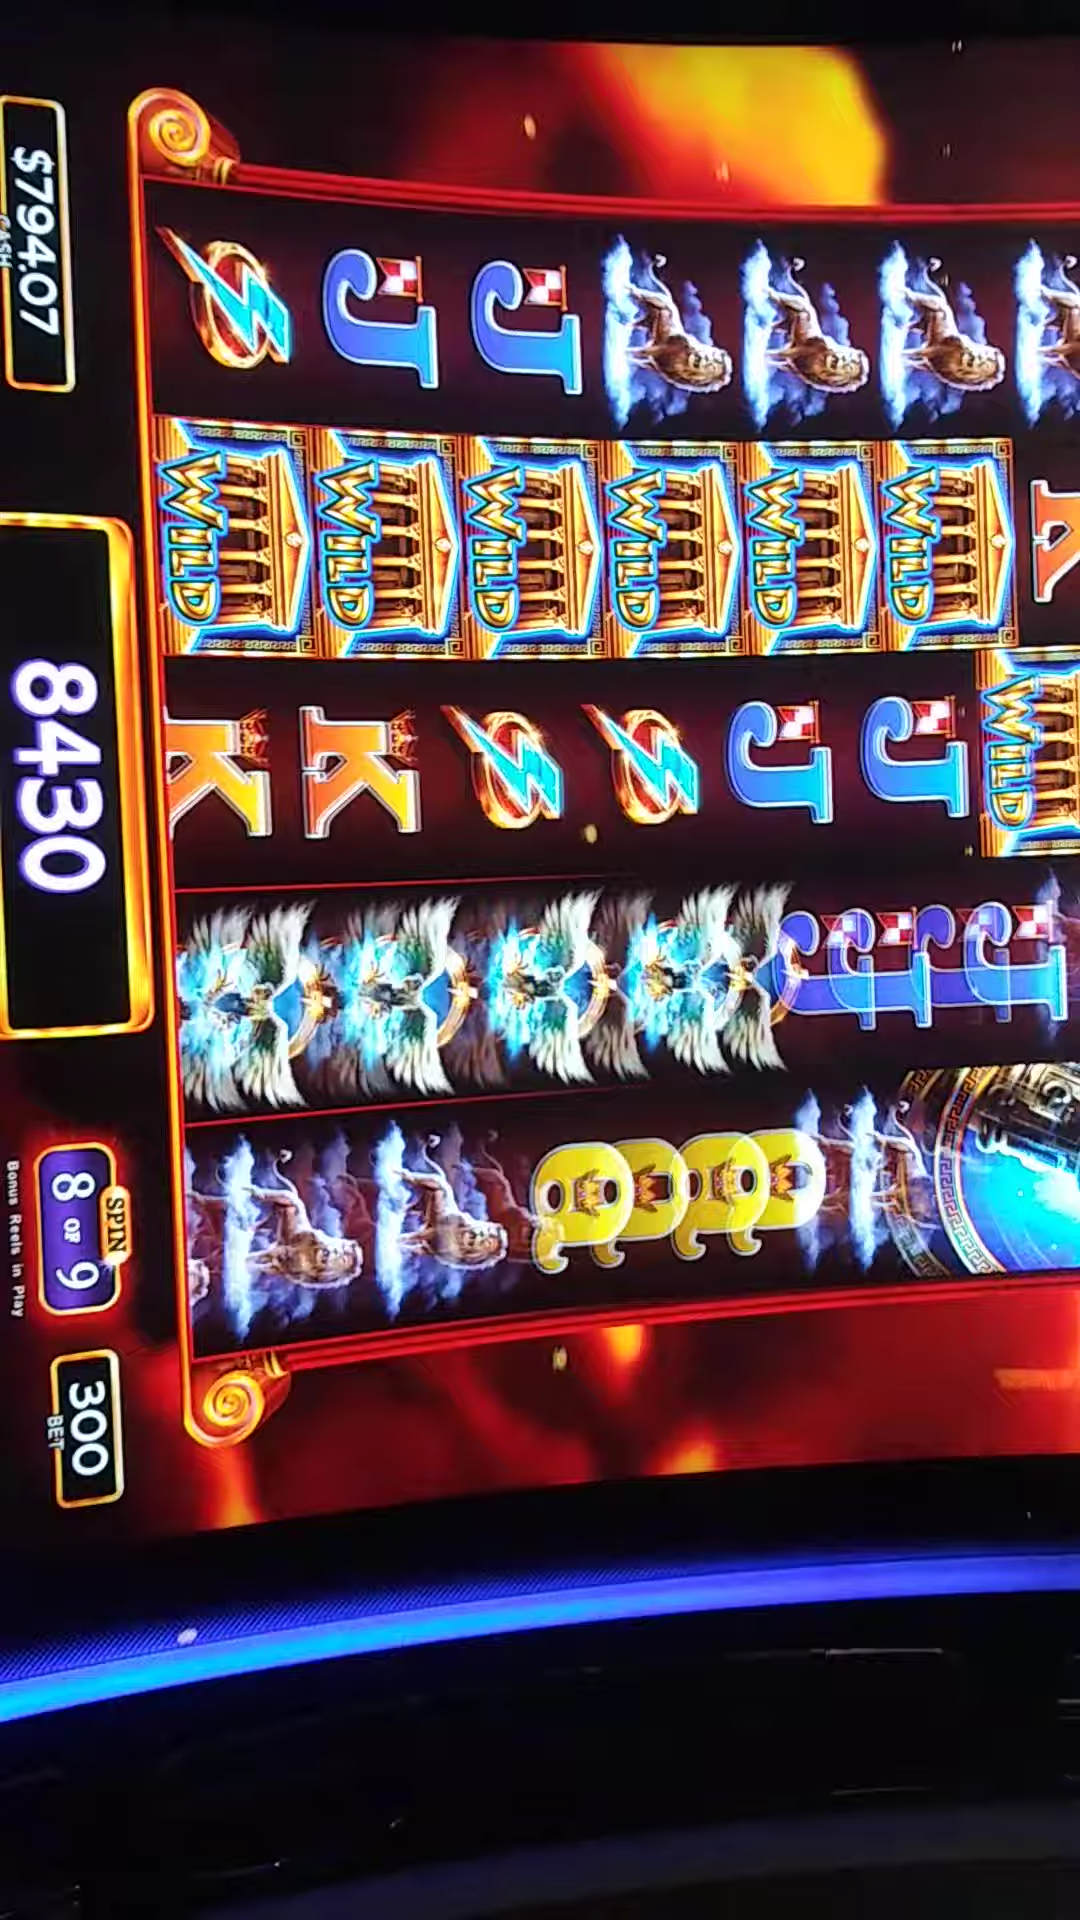 K WILD J
WILD J J
WILD J J Q
WILD Q Q
J WILD Q
J WILD K
WILD K
$794.07
CASH
8430
SPIN
8 OF 9
Bonus Reels in Play
300
BET